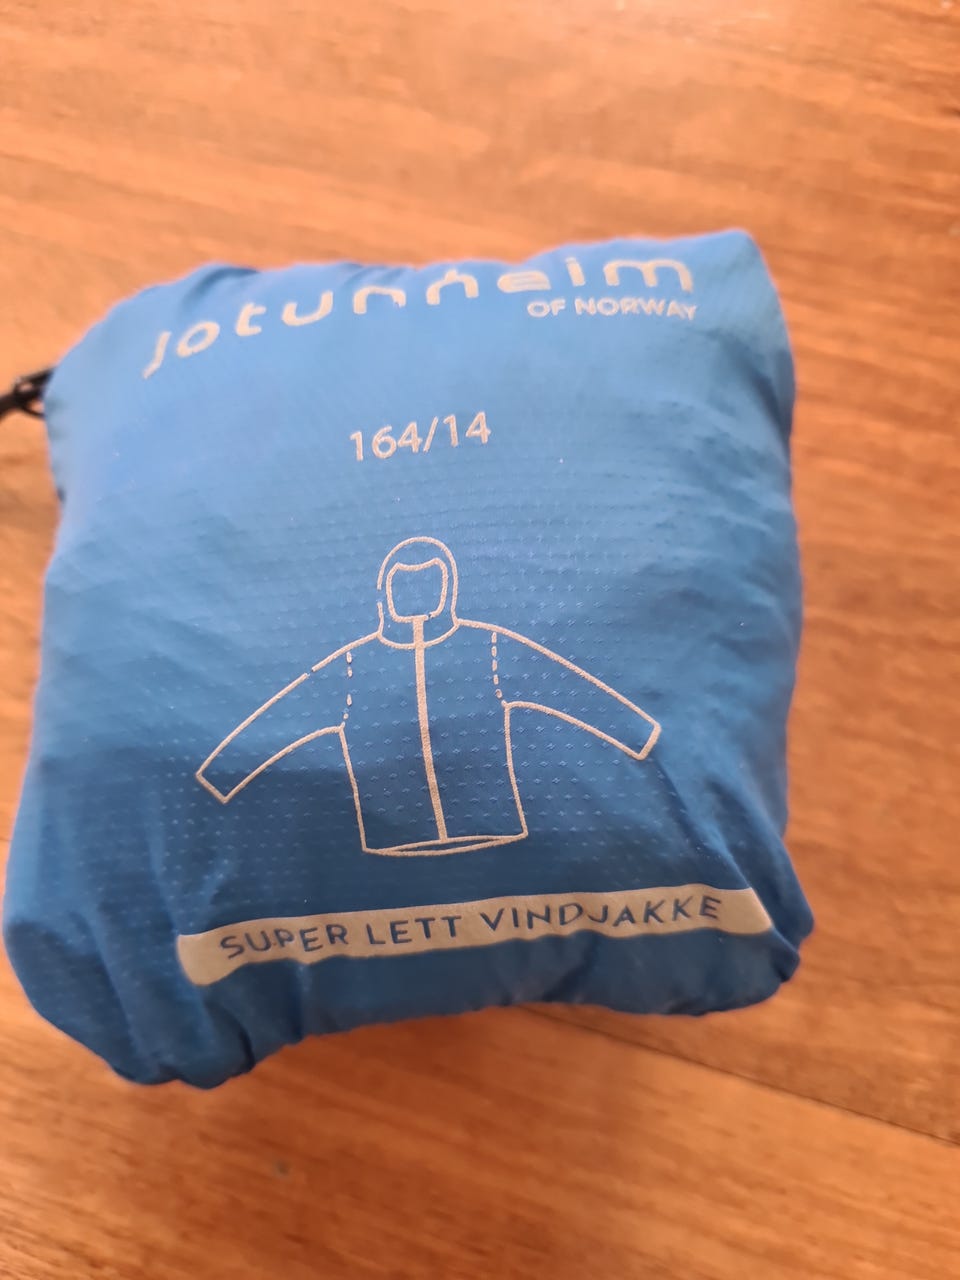 Jotunheim
OF NORWAY
164/14
SUPER LETT VINDJAKKE